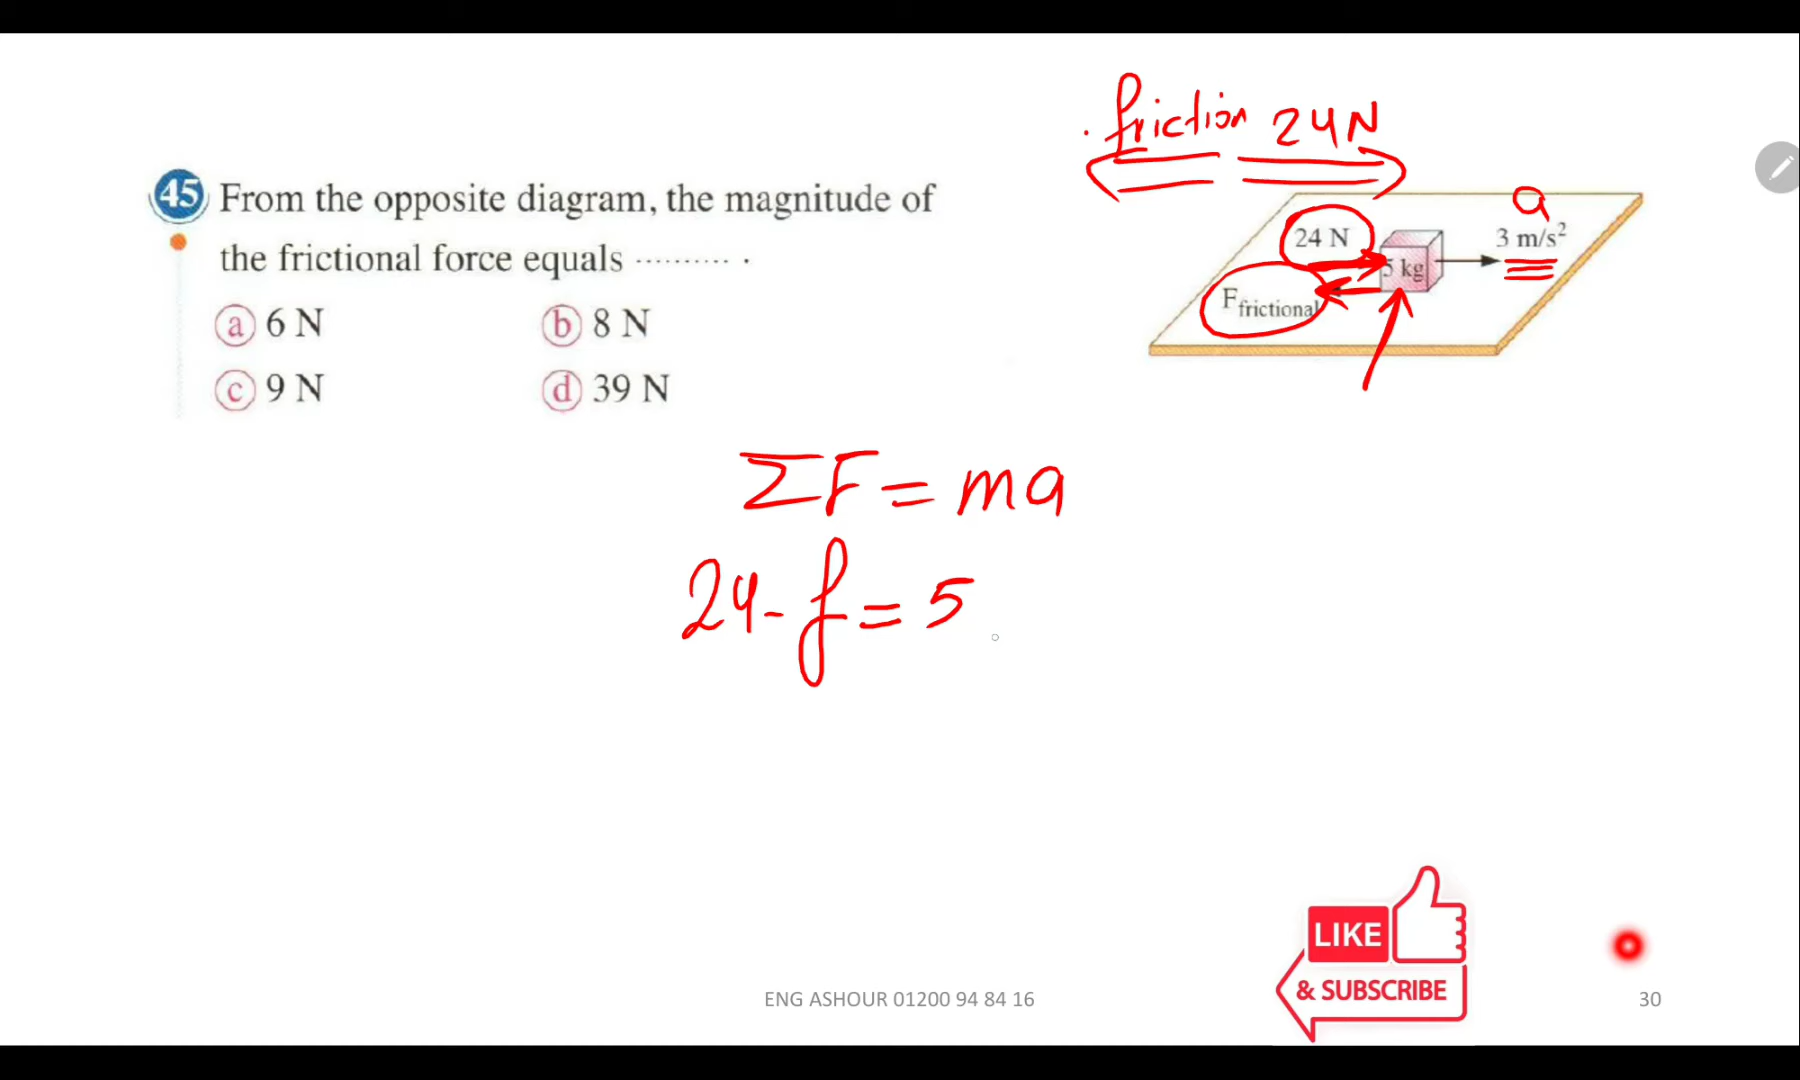 friction 24N
45 From the opposite diagram, the magnitude of
the frictional force equals ........... .
a 6 N
b 8 N
c 9 N
d 39 N
a
24 N
5 kg
3 m/s²
Ffrictional
ΣF = ma
24 - f = 5
LIKE
& SUBSCRIBE
ENG ASHOUR 01200 94 84 16
30